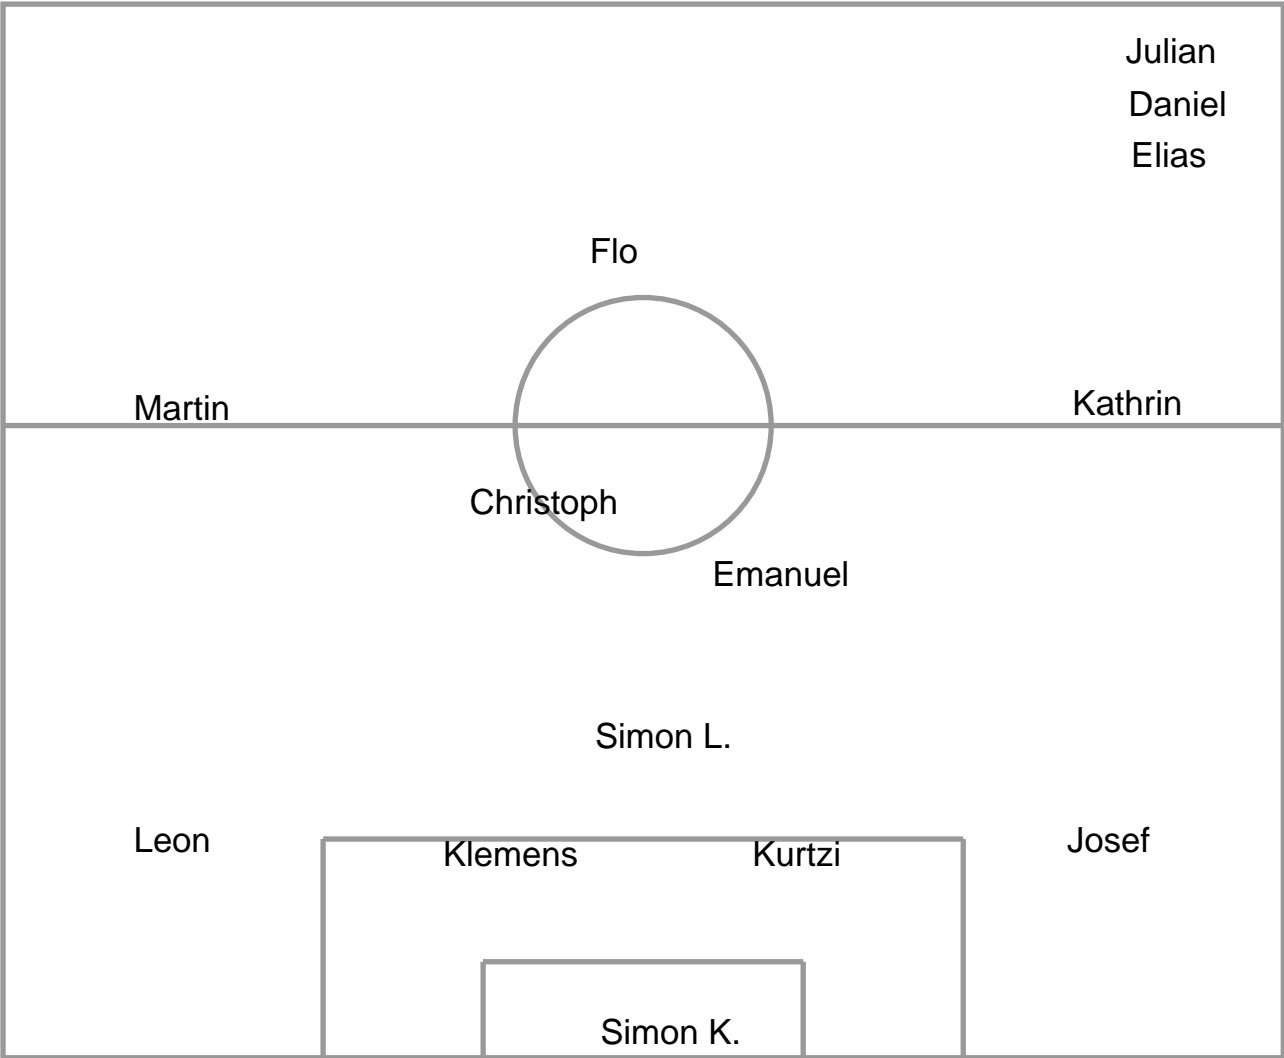 Julian
Daniel
Elias
Flo
Martin
Kathrin
Christoph
Emanuel
Simon L.
Leon
Klemens
Kurtzi
Josef
Simon K.